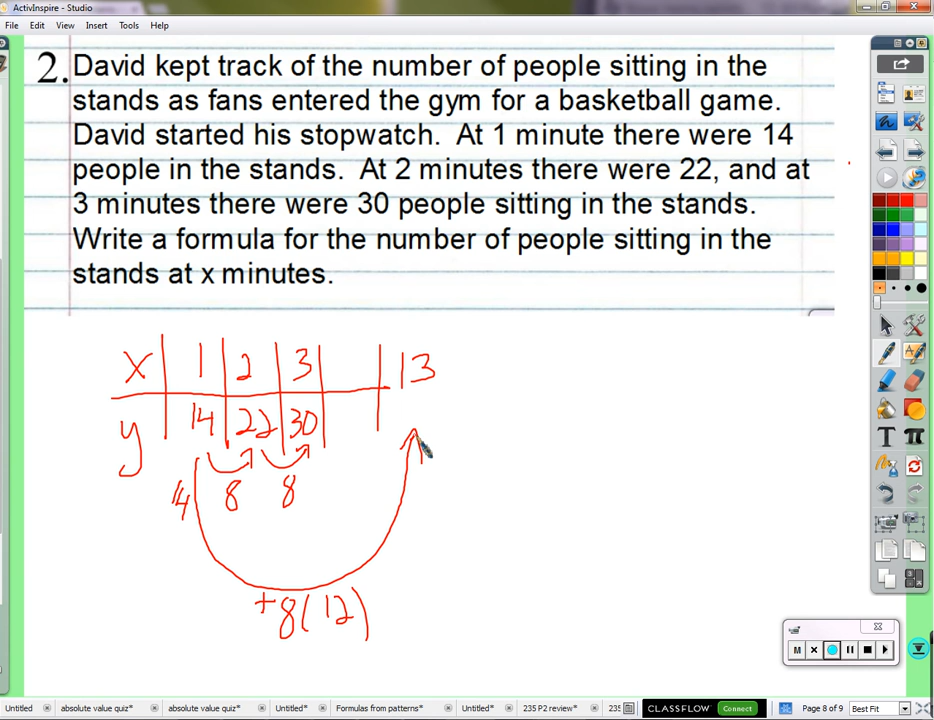 ActivInspire - Studio
File Edit View Insert Tools Help
2. David kept track of the number of people sitting in the
stands as fans entered the gym for a basketball game.
David started his stopwatch. At 1 minute there were 14
people in the stands. At 2 minutes there were 22, and at
3 minutes there were 30 people sitting in the stands.
Write a formula for the number of people sitting in the
stands at x minutes.
x 1 2 3 13
y 14 22 30
4 8 8
+8(12)
M
Untitled absolute value quiz* absolute value quiz* Untitled* Formulas from patterns* Untitled* 235 P2 review* 235 CLASSFLOW Connect Page 8 of 9 Best Fit